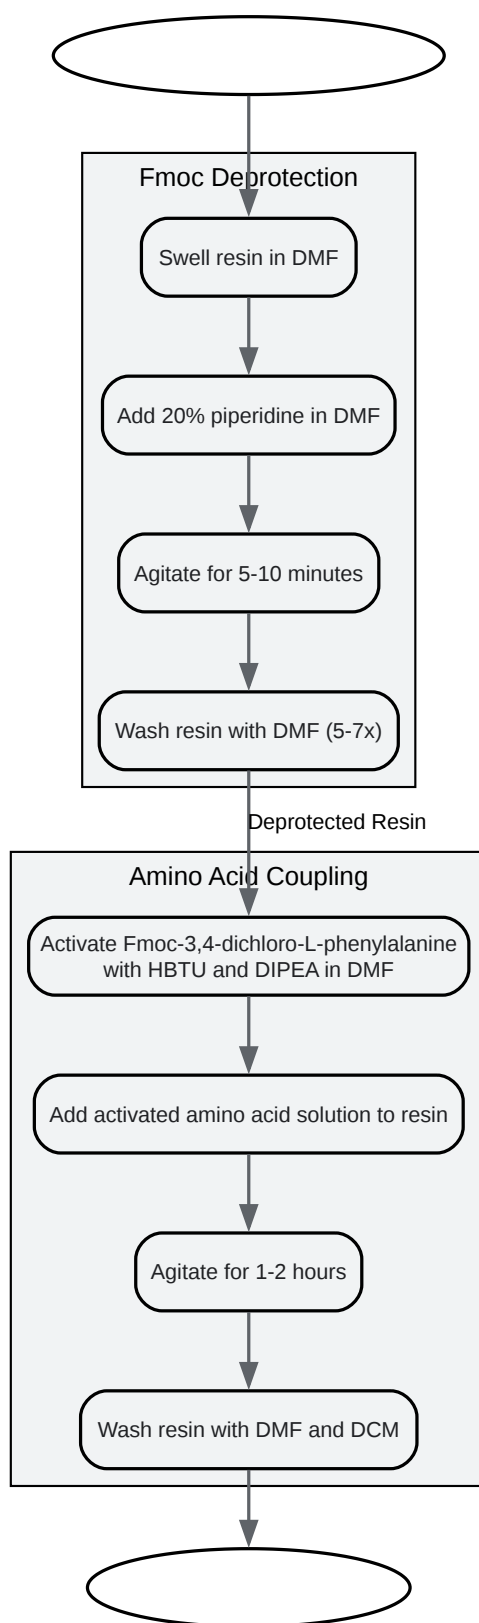 Fmoc Deprotection
Swell resin in DMF
Add 20% piperidine in DMF
Agitate for 5-10 minutes
Wash resin with DMF (5-7x)
Deprotected Resin
Amino Acid Coupling
Activate Fmoc-3,4-dichloro-L-phenylalanine
with HBTU and DIPEA in DMF
Add activated amino acid solution to resin
Agitate for 1-2 hours
Wash resin with DMF and DCM